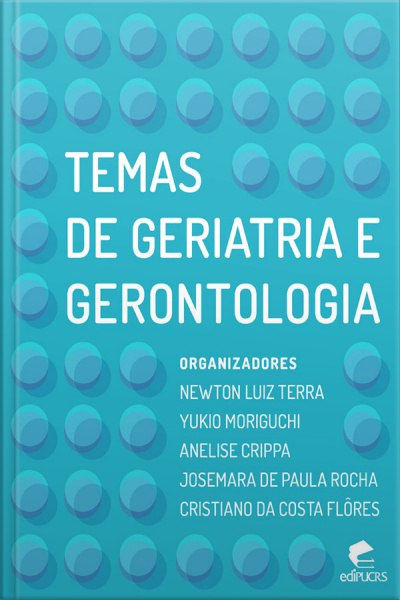 TEMAS
DE GERIATRIA E
GERONTOLOGIA
ORGANIZADORES
NEWTON LUIZ TERRA
YUKIO MORIGUCHI
ANELISE CRIPPA
JOSEMARA DE PAULA ROCHA
CRISTIANO DA COSTA FLÔRES
ediPUCRS